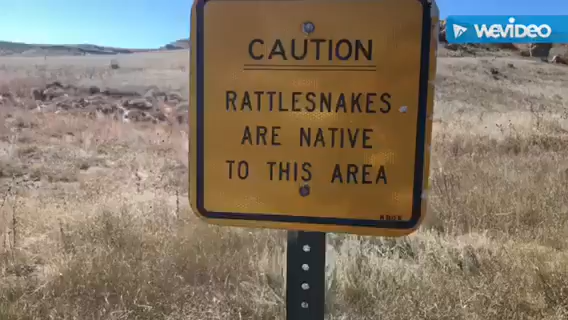 WEVIDEO
CAUTION
RATTLESNAKES
ARE NATIVE
TO THIS AREA